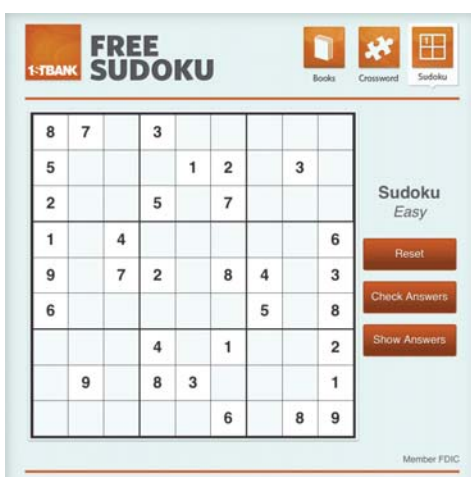 1STBANK
FREE
SUDOKU
Books
Crossword
1
Sudoku
8 7 3
5 1 2 3
2 5 7
1 4 6
9 7 2 8 4 3
6 5 8
4 1 2
9 8 3 1
6 8 9
Sudoku
Easy
Reset
Check Answers
Show Answers
Member FDIC